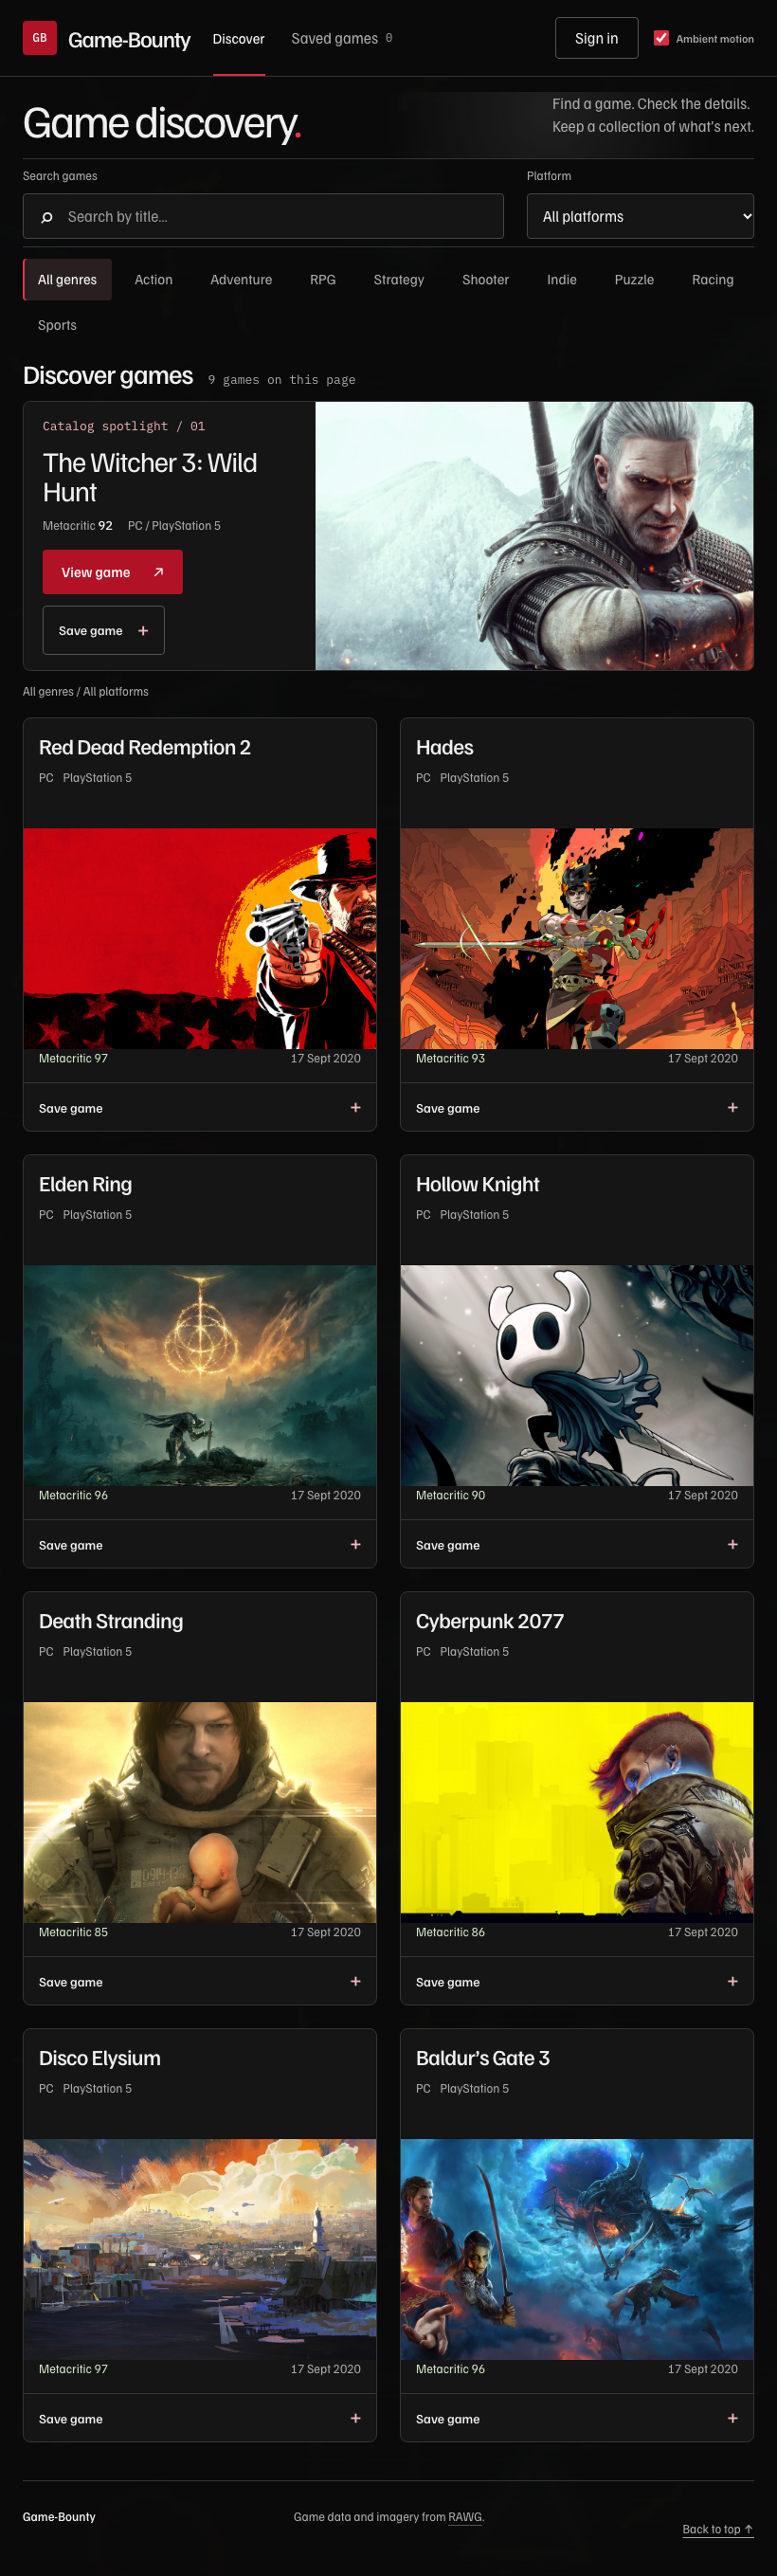 GB
Game-Bounty
Discover
Saved games 0
Sign in
Ambient motion
Game discovery.
Find a game. Check the details.
Keep a collection of what's next.
Search games
Platform
Search by title...
All platforms
All genres
Action
Adventure
RPG
Strategy
Shooter
Indie
Puzzle
Racing
Sports
Discover games
9 games on this page
Catalog spotlight / 01
The Witcher 3: Wild
Hunt
Metacritic 92 PC / PlayStation 5
View game ↗
Save game +
All genres / All platforms
Red Dead Redemption 2
PC PlayStation 5
Metacritic 97 17 Sept 2020
Save game +
Hades
PC PlayStation 5
Metacritic 93 17 Sept 2020
Save game +
Elden Ring
PC PlayStation 5
Metacritic 96 17 Sept 2020
Save game +
Hollow Knight
PC PlayStation 5
Metacritic 90 17 Sept 2020
Save game +
Death Stranding
PC PlayStation 5
Metacritic 85 17 Sept 2020
Save game +
Cyberpunk 2077
PC PlayStation 5
Metacritic 86 17 Sept 2020
Save game +
Disco Elysium
PC PlayStation 5
Metacritic 97 17 Sept 2020
Save game +
Baldur's Gate 3
PC PlayStation 5
Metacritic 96 17 Sept 2020
Save game +
Game-Bounty
Game data and imagery from RAWG.
Back to top ↑